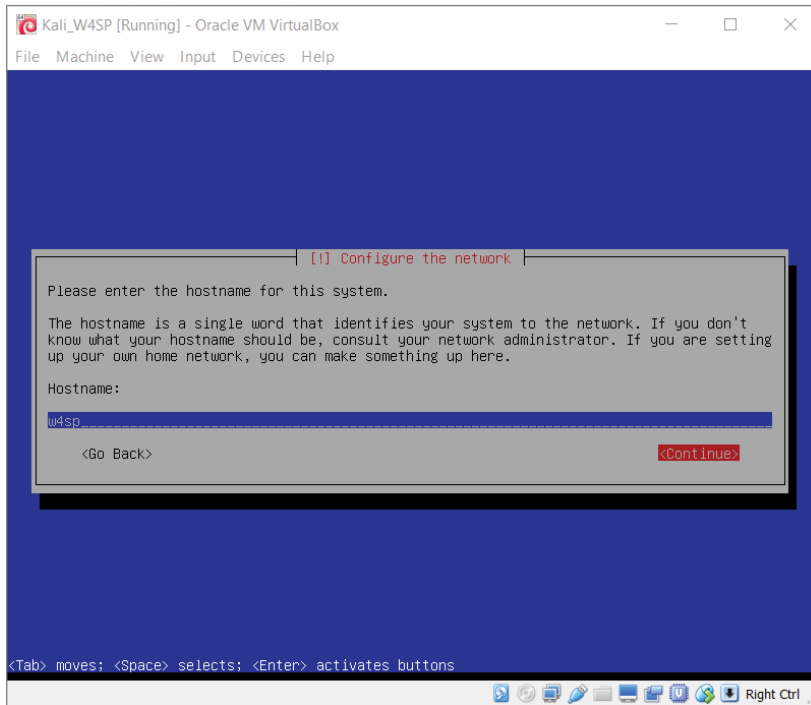 Kali_W4SP [Running] - Oracle VM VirtualBox
File Machine View Input Devices Help
[!] Configure the network
Please enter the hostname for this system.
The hostname is a single word that identifies your system to the network. If you don't
know what your hostname should be, consult your network administrator. If you are setting
up your own home network, you can make something up here.
Hostname:
w4sp
<Go Back> <Continue>
<Tab> moves; <Space> selects; <Enter> activates buttons
Right Ctrl